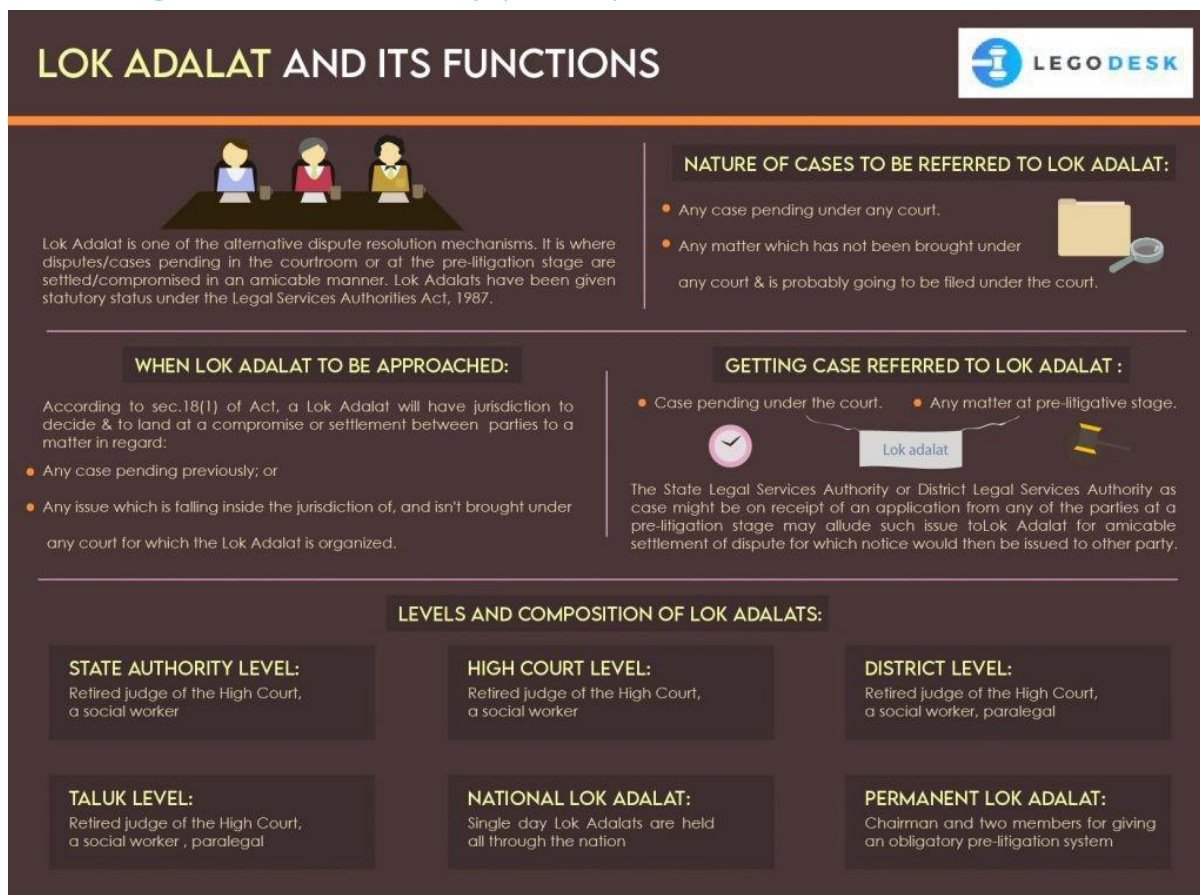 LOK ADALAT AND ITS FUNCTIONS
LEGODESK
Lok Adalat is one of the alternative dispute resolution mechanisms. It is where
disputes/cases pending in the courtroom or at the pre-litigation stage are
settled/compromised in an amicable manner. Lok Adalats have been given
statutory status under the Legal Services Authorities Act, 1987.
NATURE OF CASES TO BE REFERRED TO LOK ADALAT:
• Any case pending under any court.
• Any matter which has not been brought under
any court & is probably going to be filed under the court.
WHEN LOK ADALAT TO BE APPROACHED:
According to sec.18(1) of Act, a Lok Adalat will have jurisdiction to
decide & to land at a compromise or settlement between parties to a
matter in regard:
• Any case pending previously; or
• Any issue which is falling inside the jurisdiction of, and isn't brought under
any court for which the Lok Adalat is organized.
GETTING CASE REFERRED TO LOK ADALAT :
• Case pending under the court. • Any matter at pre-litigative stage.
Lok adalat
The State Legal Services Authority or District Legal Services Authority as
case might be on receipt of an application from any of the parties at a
pre-litigation stage may allude such issue toLok Adalat for amicable
settlement of dispute for which notice would then be issued to other party.
LEVELS AND COMPOSITION OF LOK ADALATS:
STATE AUTHORITY LEVEL:
Retired judge of the High Court,
a social worker
HIGH COURT LEVEL:
Retired judge of the High Court,
a social worker
DISTRICT LEVEL:
Retired judge of the High Court,
a social worker, paralegal
TALUK LEVEL:
Retired judge of the High Court,
a social worker , paralegal
NATIONAL LOK ADALAT:
Single day Lok Adalats are held
all through the nation
PERMANENT LOK ADALAT:
Chairman and two members for giving
an obligatory pre-litigation system